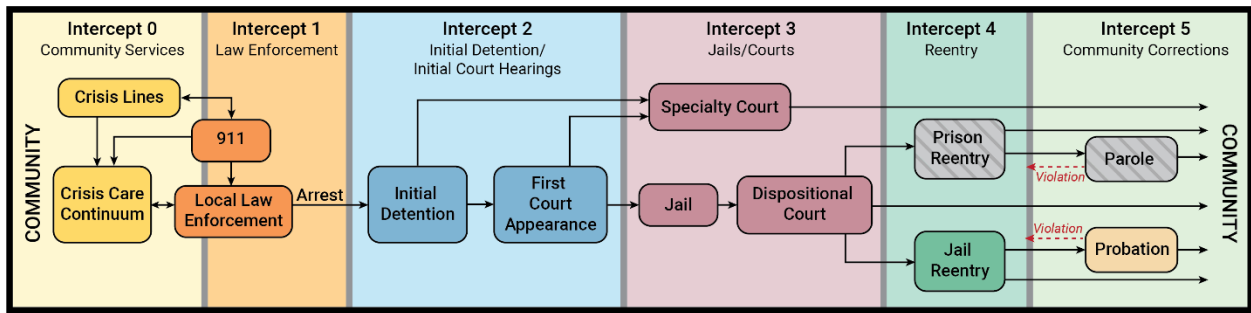 Intercept 0
Community Services
Intercept 1
Law Enforcement
Intercept 2
Initial Detention/
Initial Court Hearings
Intercept 3
Jails/Courts
Intercept 4
Reentry
Intercept 5
Community Corrections
COMMUNITY
Crisis Lines
911
Crisis Care
Continuum
Local Law
Enforcement
Arrest
Initial
Detention
First
Court
Appearance
Specialty Court
Jail
Dispositional
Court
Prison
Reentry
Violation
Parole
Jail
Reentry
Violation
Probation
COMMUNITY